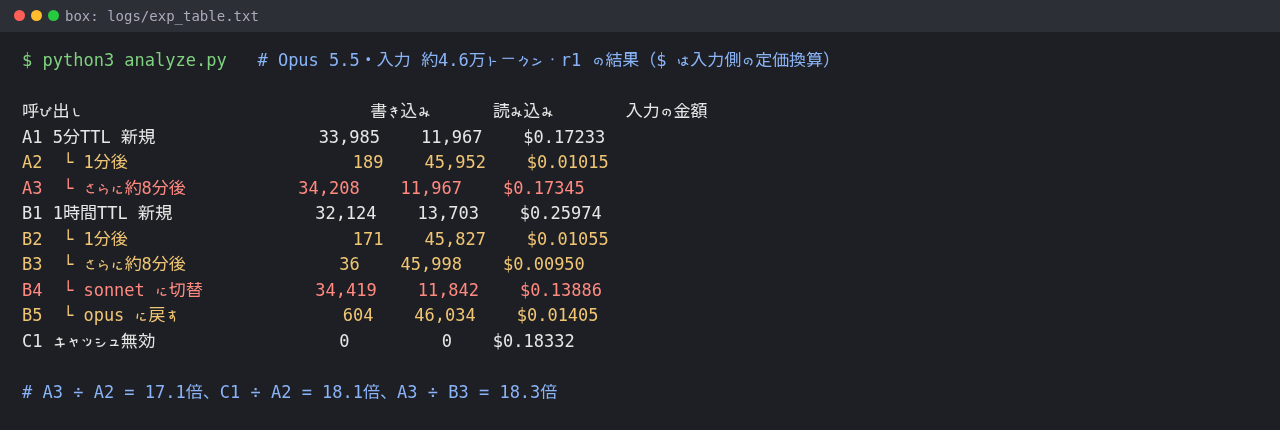 box: logs/exp_table.txt
$ python3 analyze.py   # Opus 5.5・入力 約4.6万トークン・r1 の結果（$ は入力側の定価換算）
呼び出し 書き込み 読み込み 入力の金額
A1 5分TTL 新規 33,985 11,967 $0.17233
A2 └ 1分後 189 45,952 $0.01015
A3 └ さらに約8分後 34,208 11,967 $0.17345
B1 1時間TTL 新規 32,124 13,703 $0.25974
B2 └ 1分後 171 45,827 $0.01055
B3 └ さらに約8分後 36 45,998 $0.00950
B4 └ sonnet に切替 34,419 11,842 $0.13886
B5 └ opus に戻す 604 46,034 $0.01405
C1 キャッシュ無効 0 0 $0.18332
# A3 ÷ A2 = 17.1倍、C1 ÷ A2 = 18.1倍、A3 ÷ B3 = 18.3倍